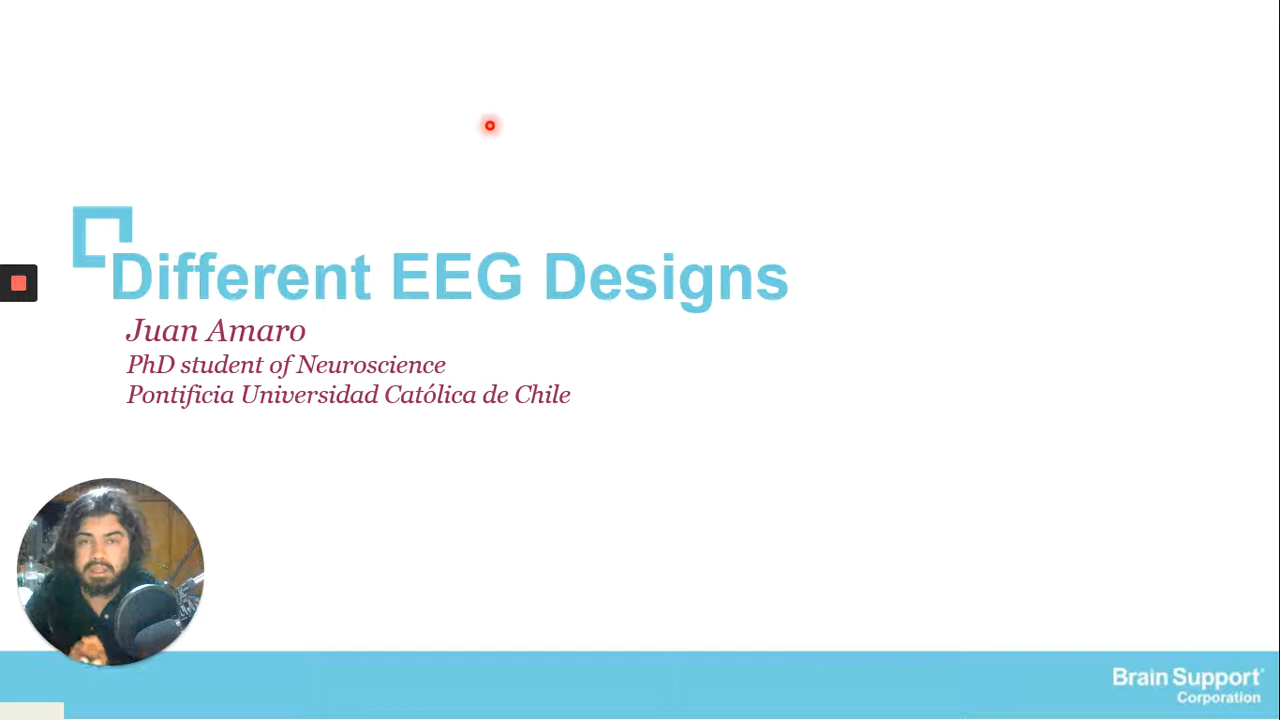 Different EEG Designs
Juan Amaro
PhD student of Neuroscience
Pontificia Universidad Católica de Chile
Brain Support
Corporation